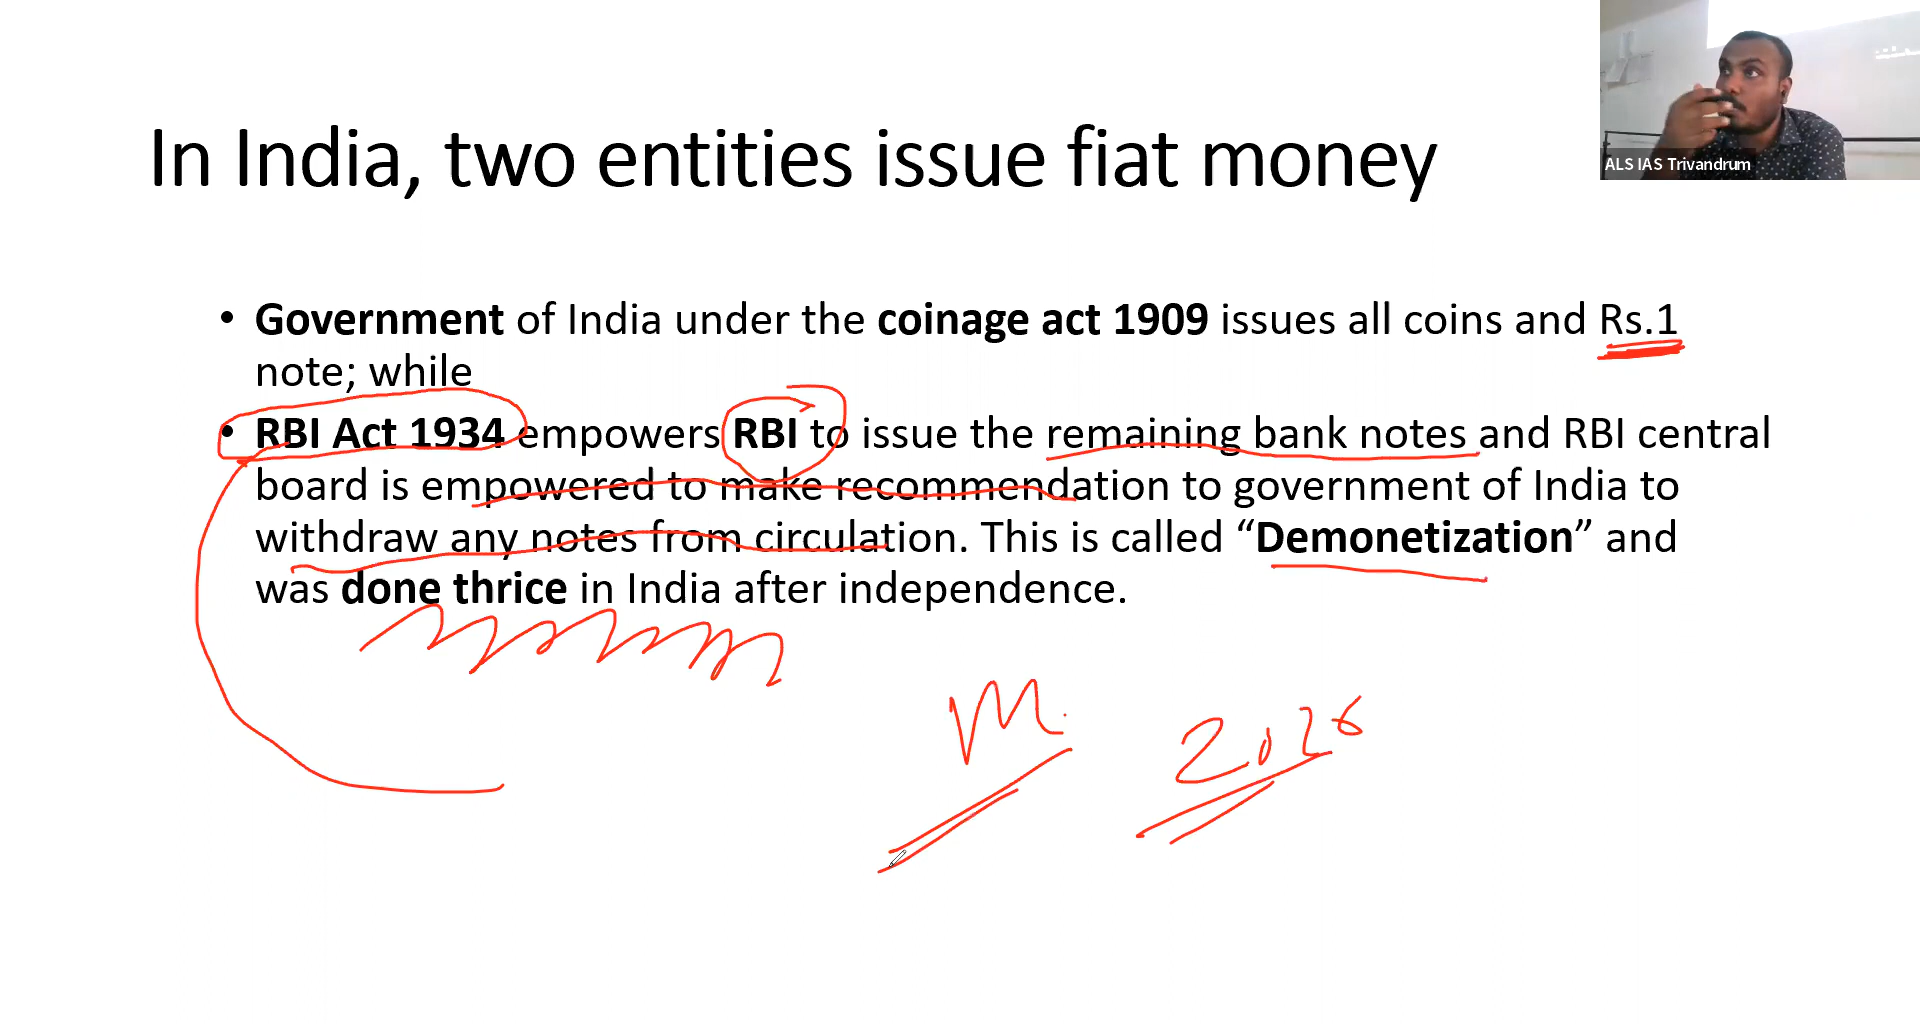 ALS IAS Trivandrum
In India, two entities issue fiat money
• Government of India under the coinage act 1909 issues all coins and Rs.1
note; while
• RBI Act 1934 empowers RBI to issue the remaining bank notes and RBI central
board is empowered to make recommendation to government of India to
withdraw any notes from circulation. This is called “Demonetization” and
was done thrice in India after independence.
M. 2026